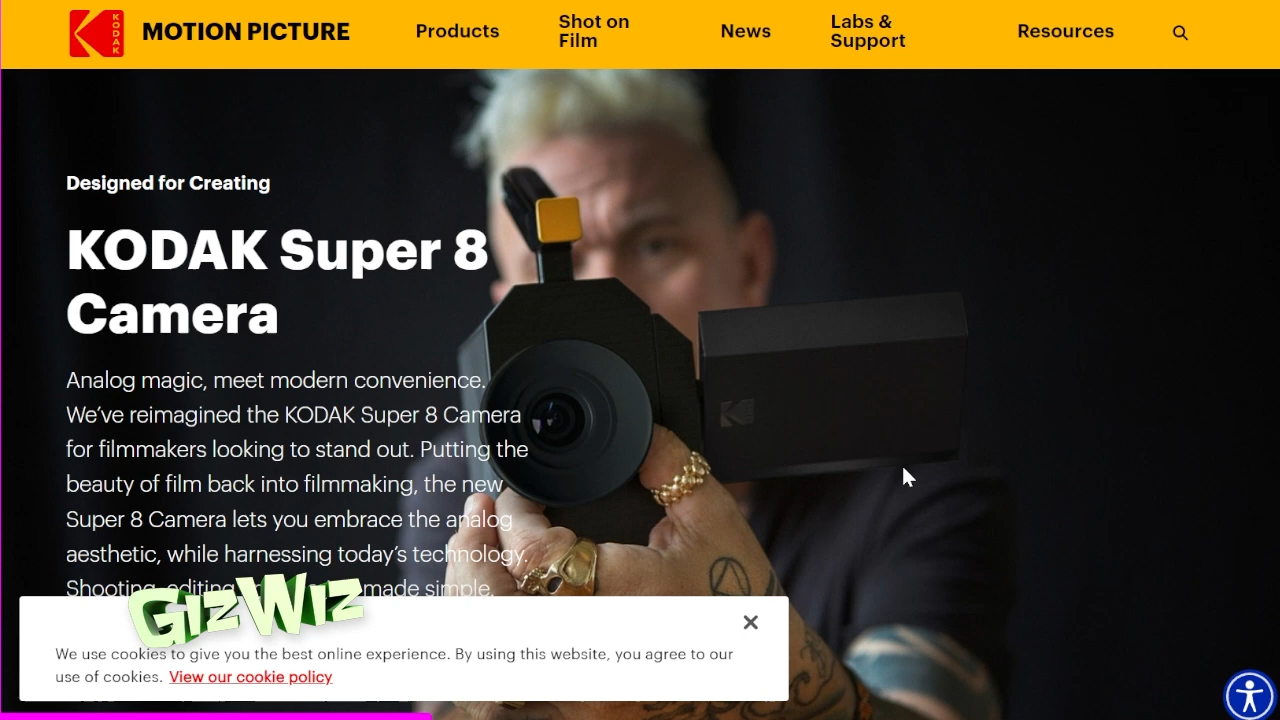 KODAK
MOTION PICTURE
Products
Shot on
Film
News
Labs &
Support
Resources
Designed for Creating
KODAK Super 8
Camera
Analog magic, meet modern convenience.
We’ve reimagined the KODAK Super 8 Camera
for filmmakers looking to stand out. Putting the
beauty of film back into filmmaking, the new
Super 8 Camera lets you embrace the analog
aesthetic, while harnessing today’s technology.
Shooting, editing made simple.
GizWiz
We use cookies to give you the best online experience. By using this website, you agree to our
use of cookies. View our cookie policy